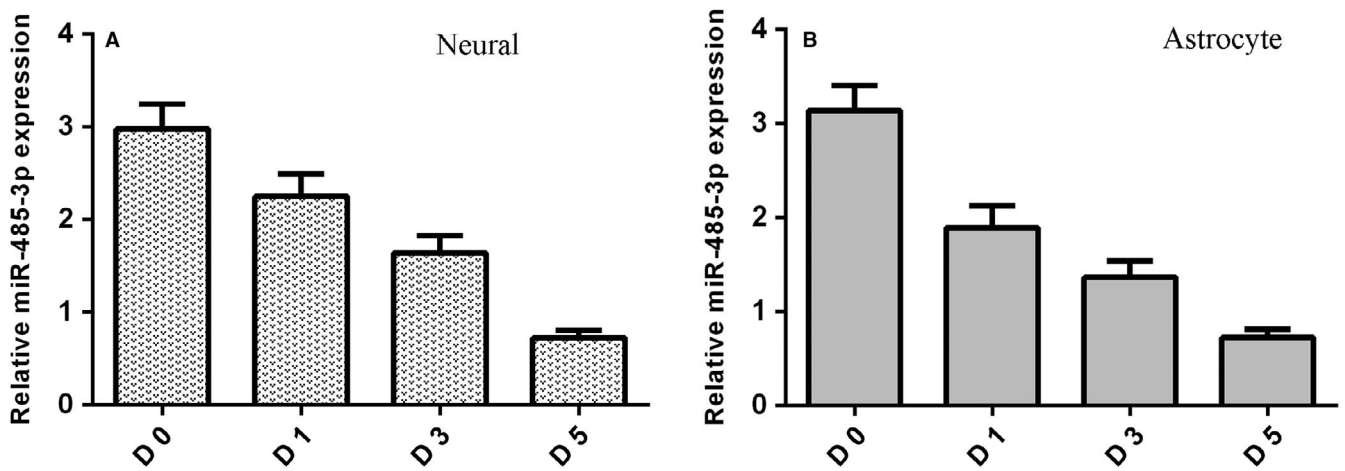 A
Neural
Relative miR-485-3p expression
4
3
2
1
0
D 0
D 1
D 3
D 5
B
Astrocyte
Relative miR-485-3p expression
4
3
2
1
0
D 0
D 1
D 3
D 5